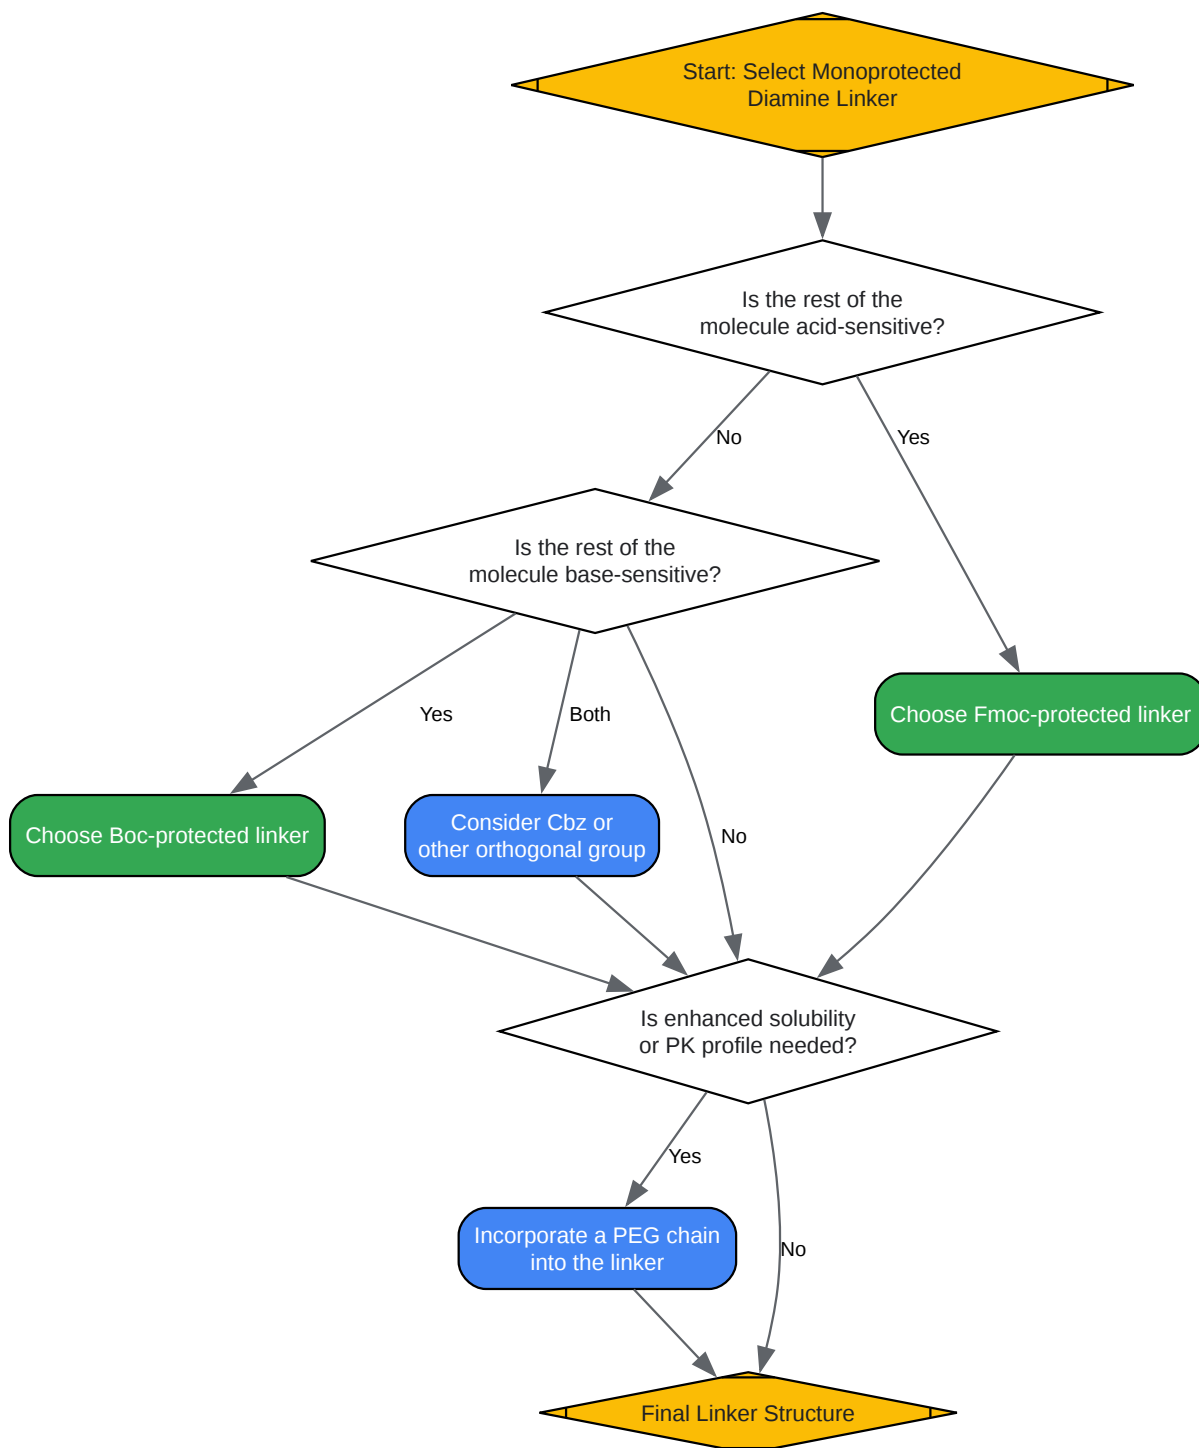 Start: Select Monoprotected
Diamine Linker
Is the rest of the
molecule acid-sensitive?
No
Yes
Is the rest of the
molecule base-sensitive?
Yes
Both
Choose Fmoc-protected linker
Choose Boc-protected linker
Consider Cbz or
other orthogonal group
No
Is enhanced solubility
or PK profile needed?
Yes
Incorporate a PEG chain
into the linker
No
Final Linker Structure